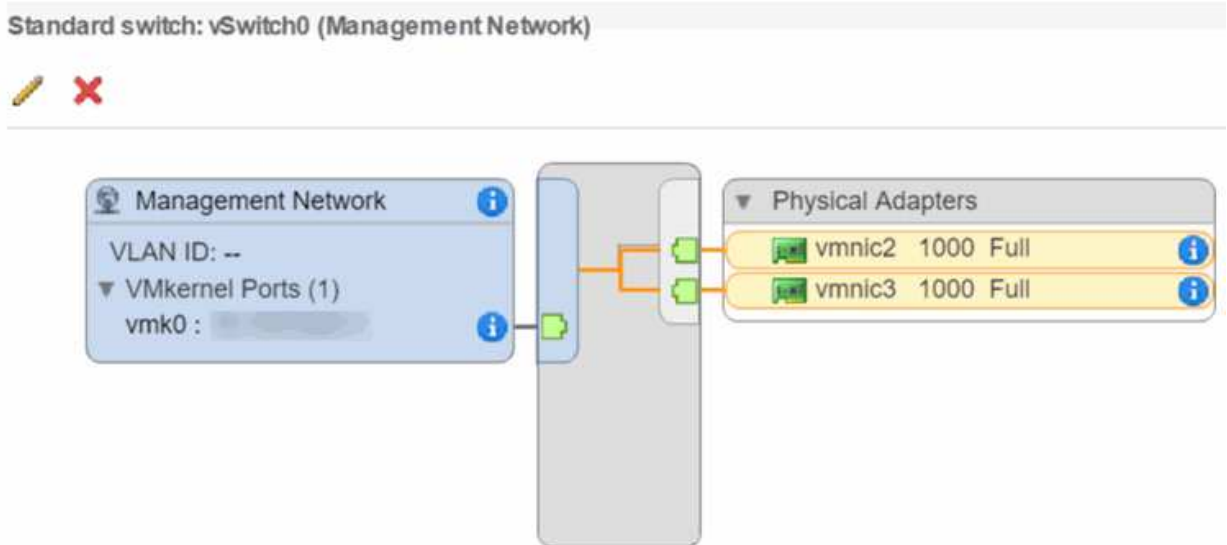 Standard switch: vSwitch0 (Management Network)
Management Network
VLAN ID: --
VMkernel Ports (1)
vmk0 :
Physical Adapters
vmnic2 1000 Full
vmnic3 1000 Full